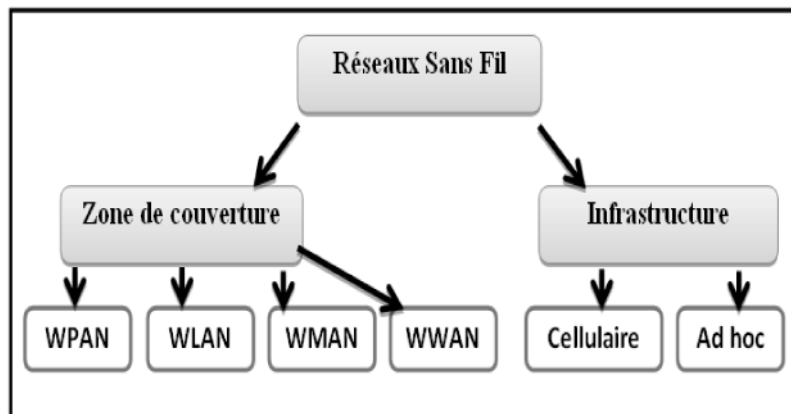 Réseaux Sans Fil
Zone de couverture
Infrastructure
WPAN
WLAN
WMAN
WWAN
Cellulaire
Ad hoc